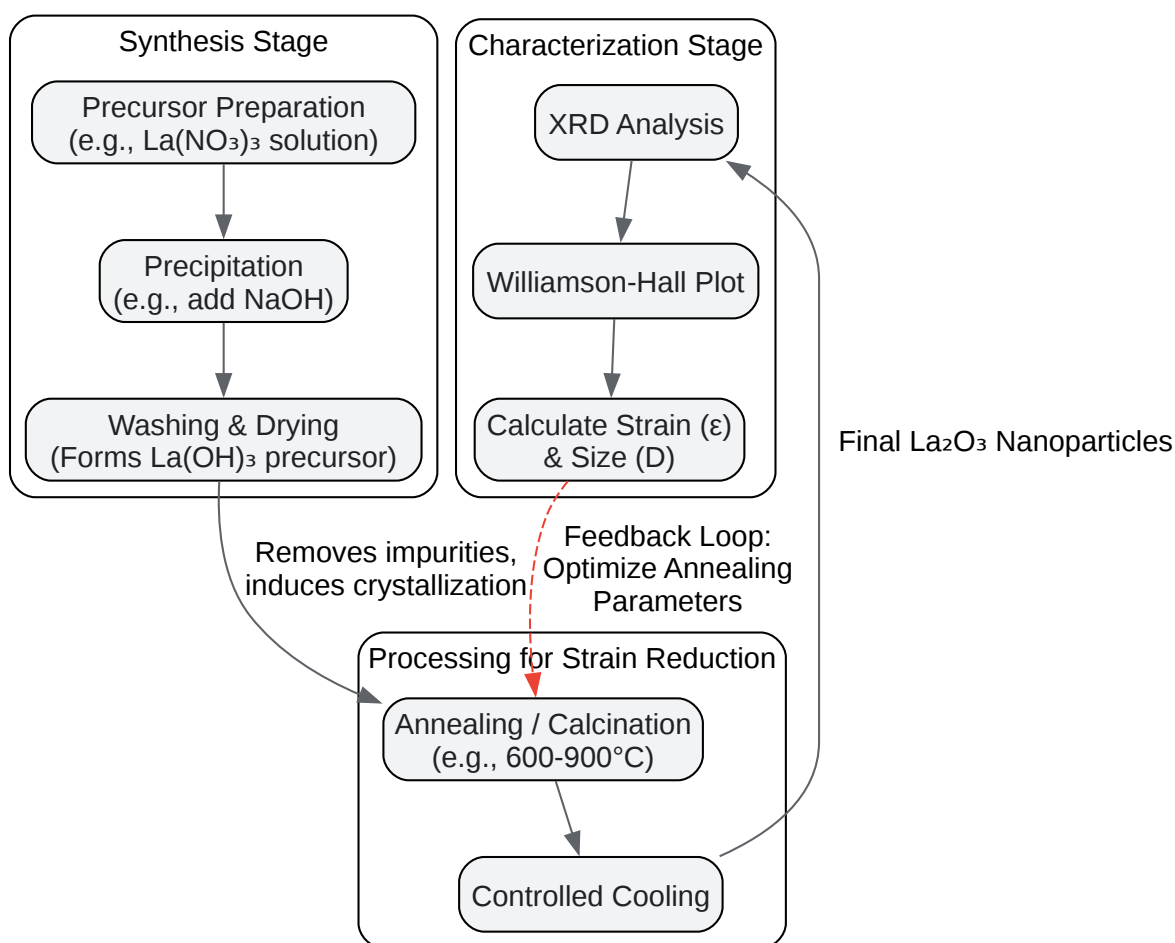 Synthesis Stage
Precursor Preparation
(e.g., La(NO₃)₃ solution)
Precipitation
(e.g., add NaOH)
Washing & Drying
(Forms La(OH)₃ precursor)
Characterization Stage
XRD Analysis
Williamson-Hall Plot
Calculate Strain (ε)
& Size (D)
Final La₂O₃ Nanoparticles
Removes impurities,
induces crystallization
Feedback Loop:
Optimize Annealing
Parameters
Processing for Strain Reduction
Annealing / Calcination
(e.g., 600-900°C)
Controlled Cooling